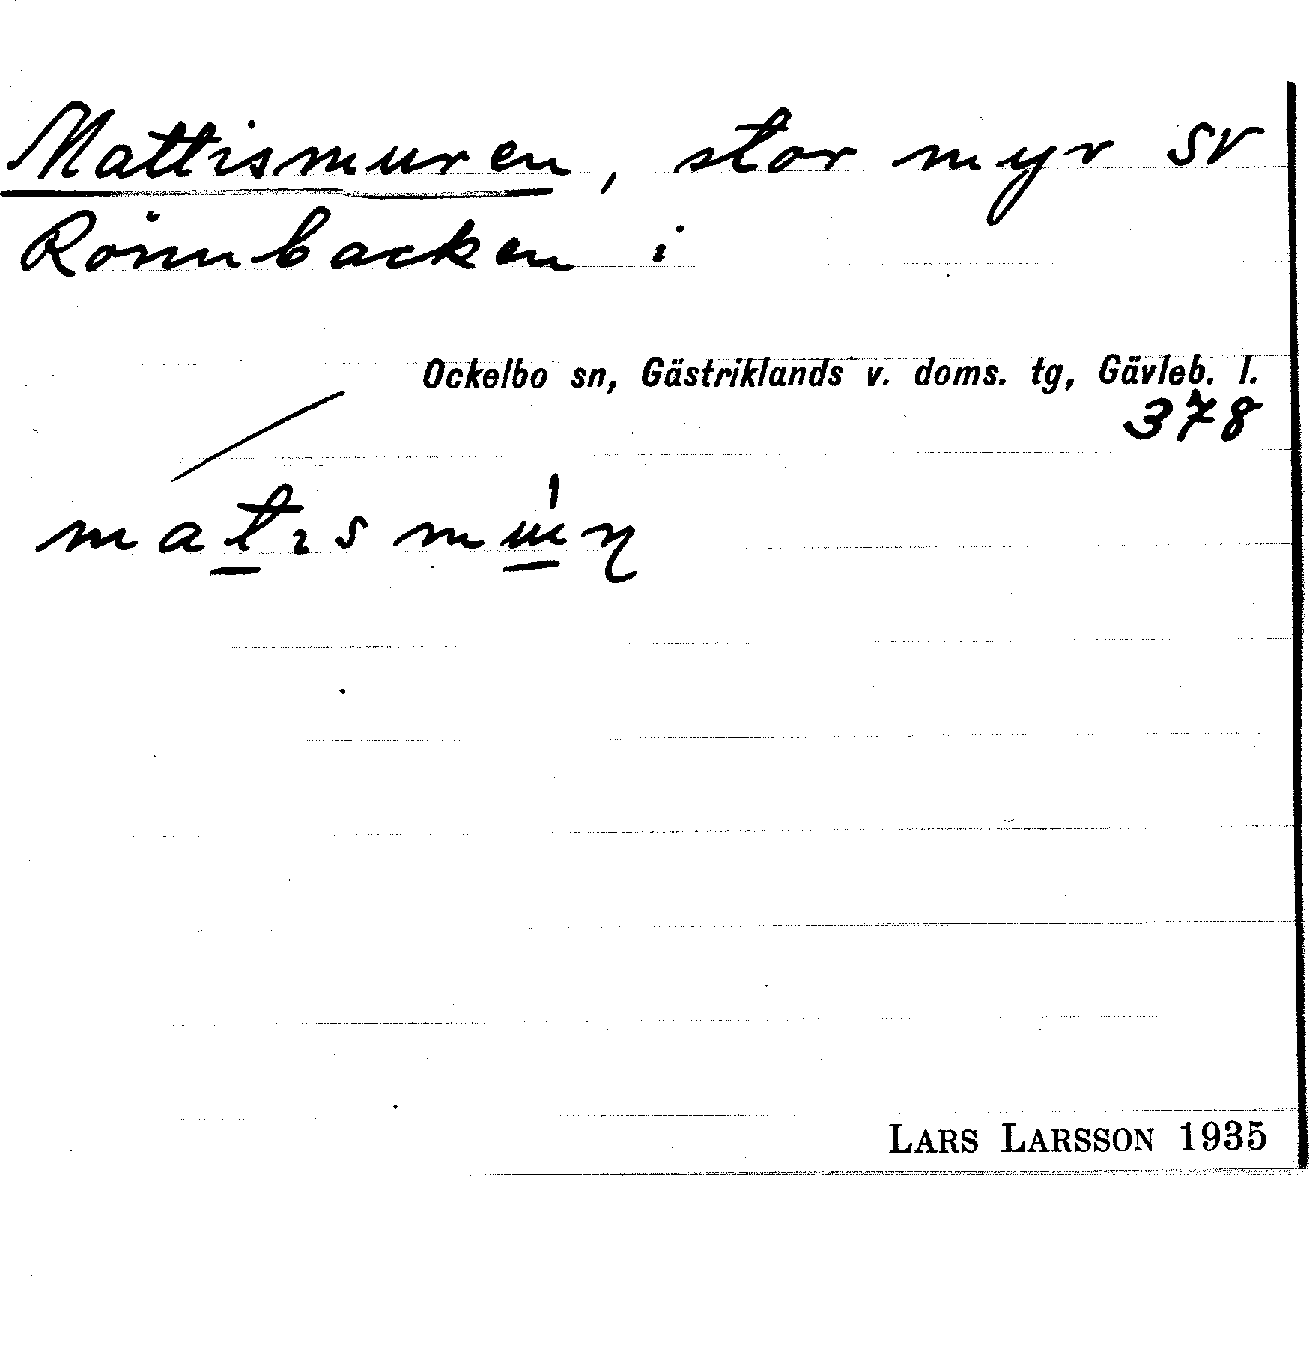 Mattismuren, stor myr SV
Rönnbacken i
Ockelbo sn, Gästriklands v. doms. tg, Gävleb. l.
378
LARS LARSSON 1935